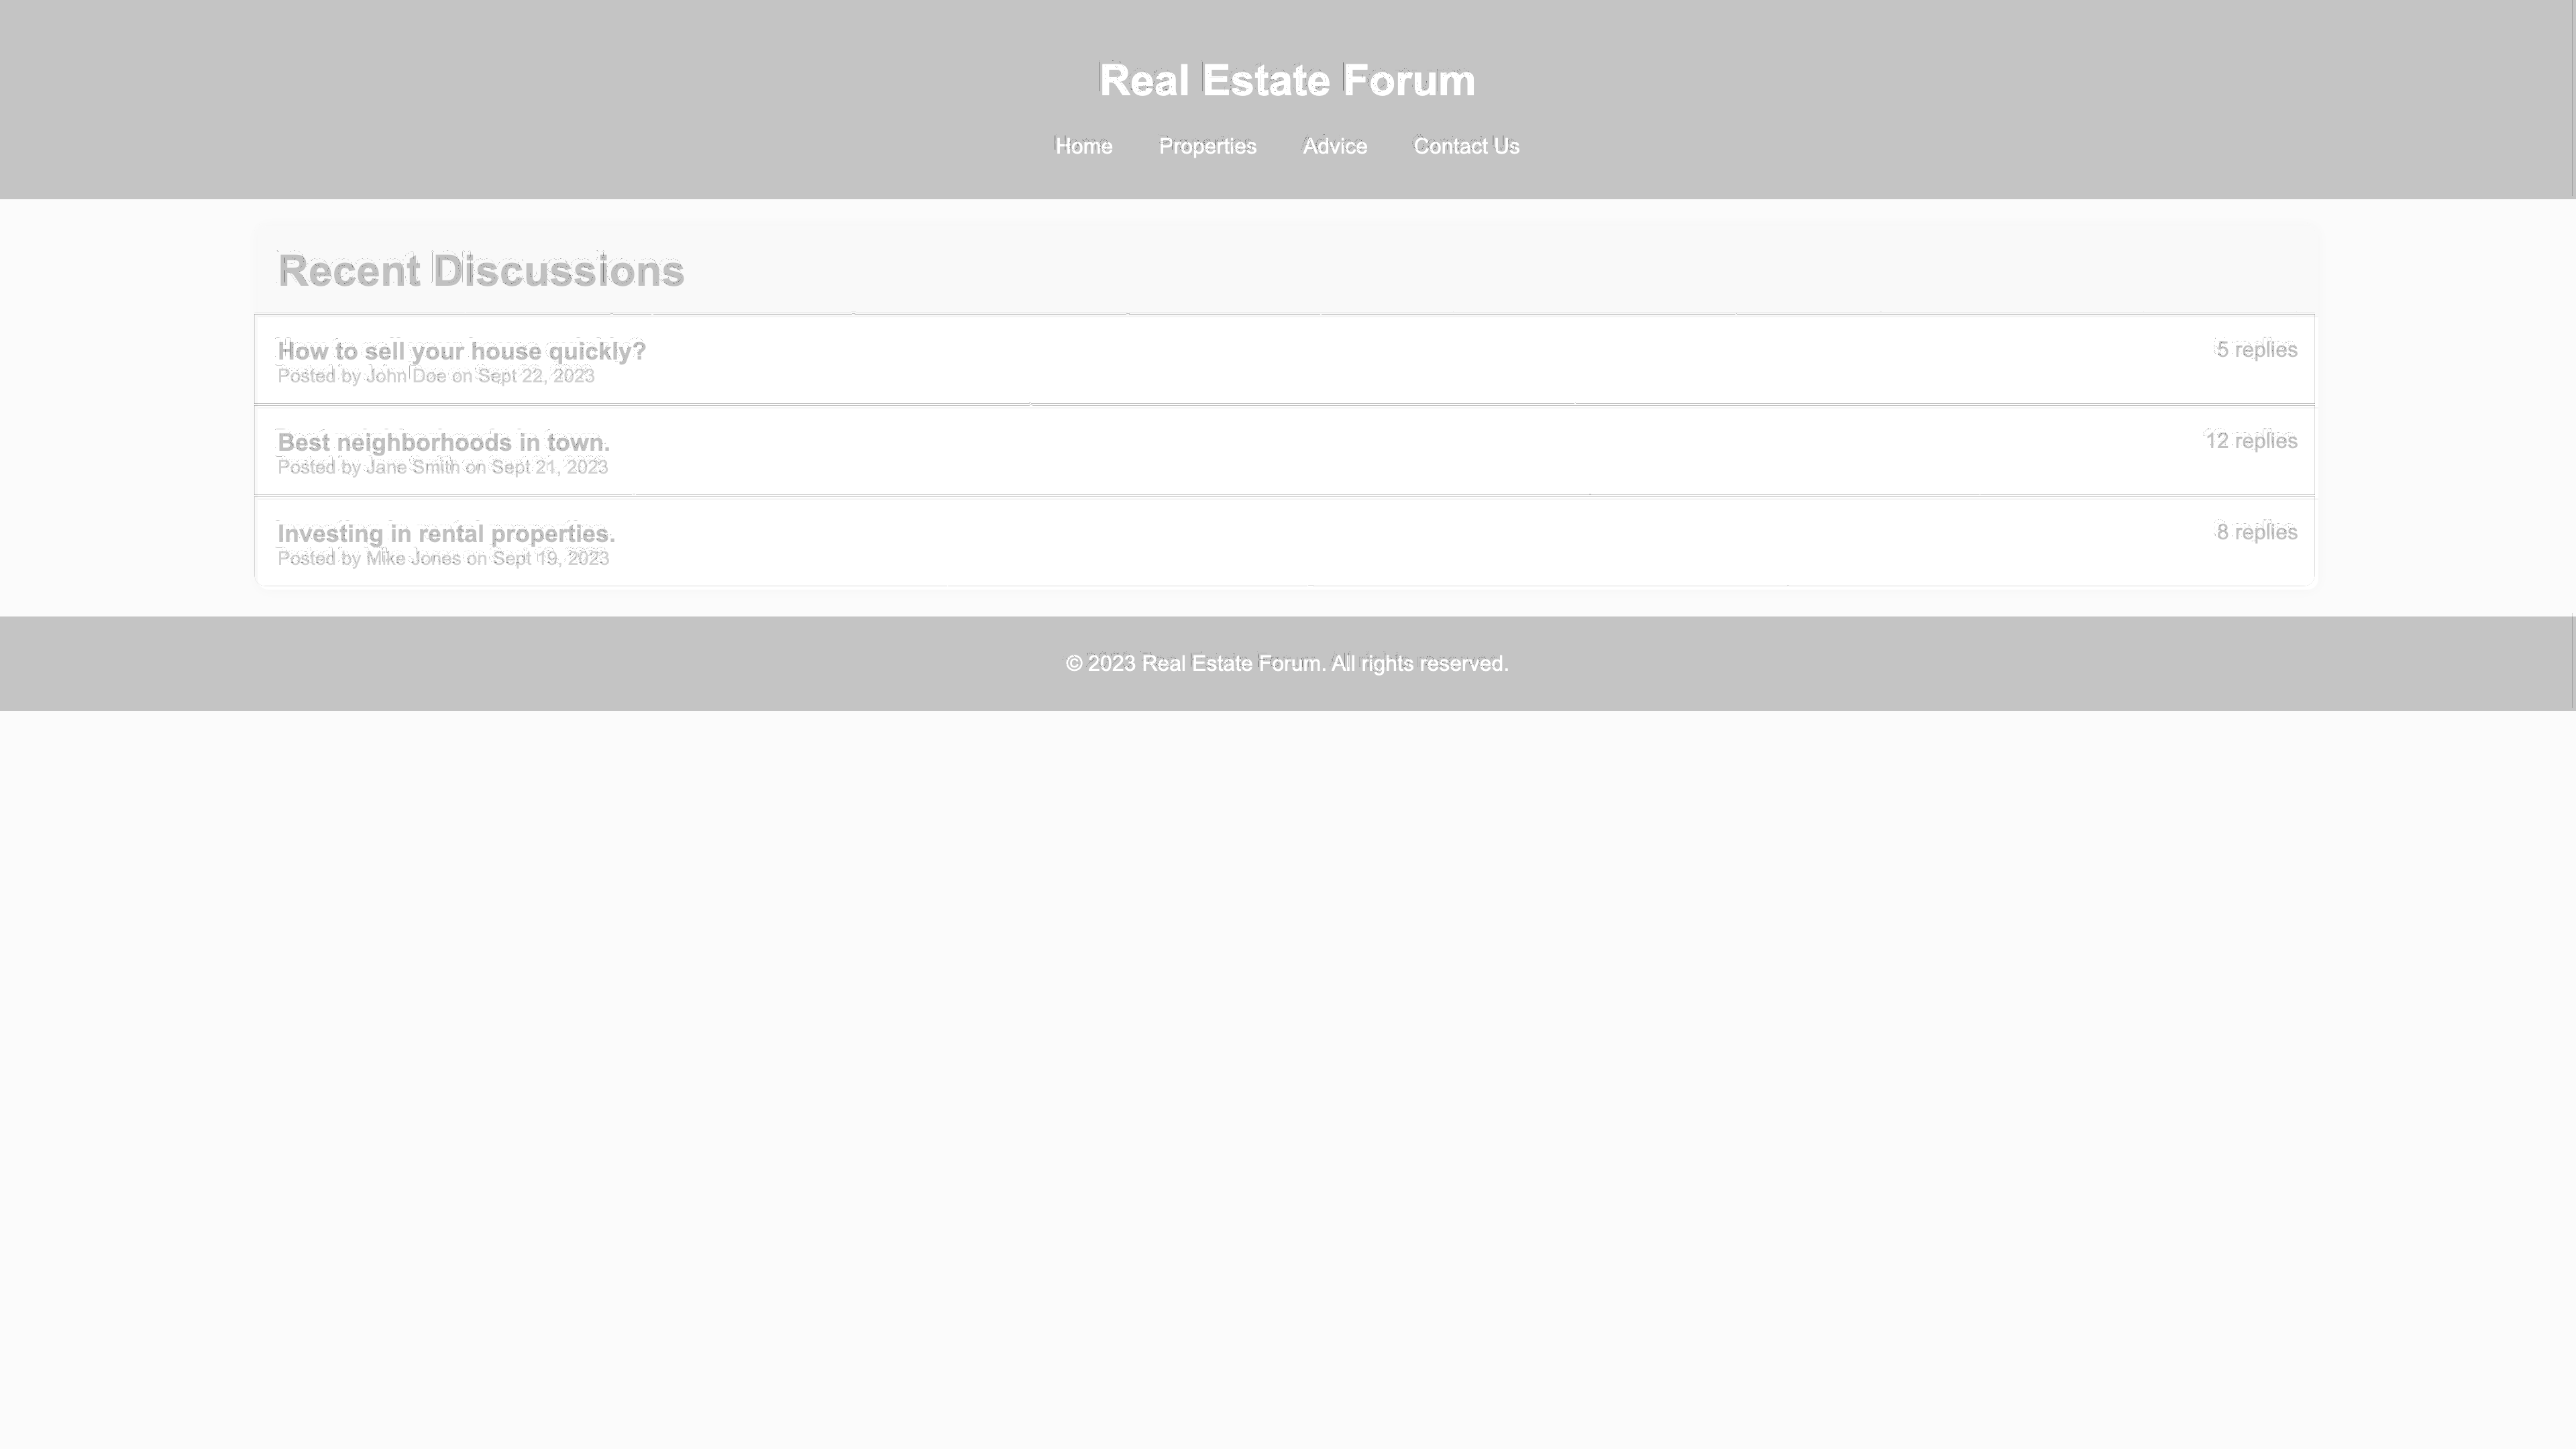 Real Estate Forum
Home Properties Advice Contact Us
Recent Discussions
How to sell your house quickly? 5 replies
Posted by John Doe on Sept 22, 2023
Best neighborhoods in town. 12 replies
Posted by Jane Smith on Sept 21, 2023
Investing in rental properties. 8 replies
Posted by Mike Jones on Sept 19, 2023
© 2023 Real Estate Forum. All rights reserved.